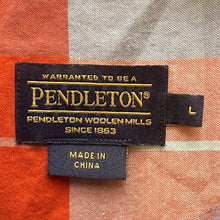 WARRANTED TO BE A
PENDLETON®
PENDLETON WOOLEN MILLS
SINCE 1863
L
MADE IN
CHINA